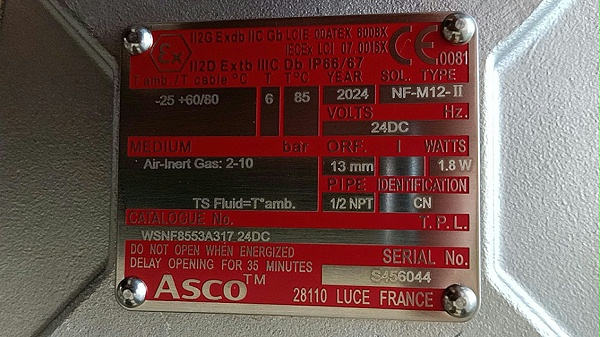 Ex II2G Exdb IIC Gb LCIE 00ATEX 6008X
IECEx LCI 07.0015X
II2D Extb IIIC Db IP66/67
CE 0081
T.amb./T cable °C T T°C YEAR SOL. TYPE
-25 +60/80 6 85 2024 NF-M12-II
VOLTS Hz.
24DC
MEDIUM bar ORF. I WATTS
Air-Inert Gas: 2-10 13 mm 1.8 W
PIPE IDENTIFICATION
TS Fluid=T°amb. 1/2 NPT CN
CATALOGUE No. T.P.L.
WSNF8553A317 24DC
DO NOT OPEN WHEN ENERGIZED SERIAL No.
DELAY OPENING FOR 35 MINUTES S456044
ASCO™ 28110 LUCE FRANCE